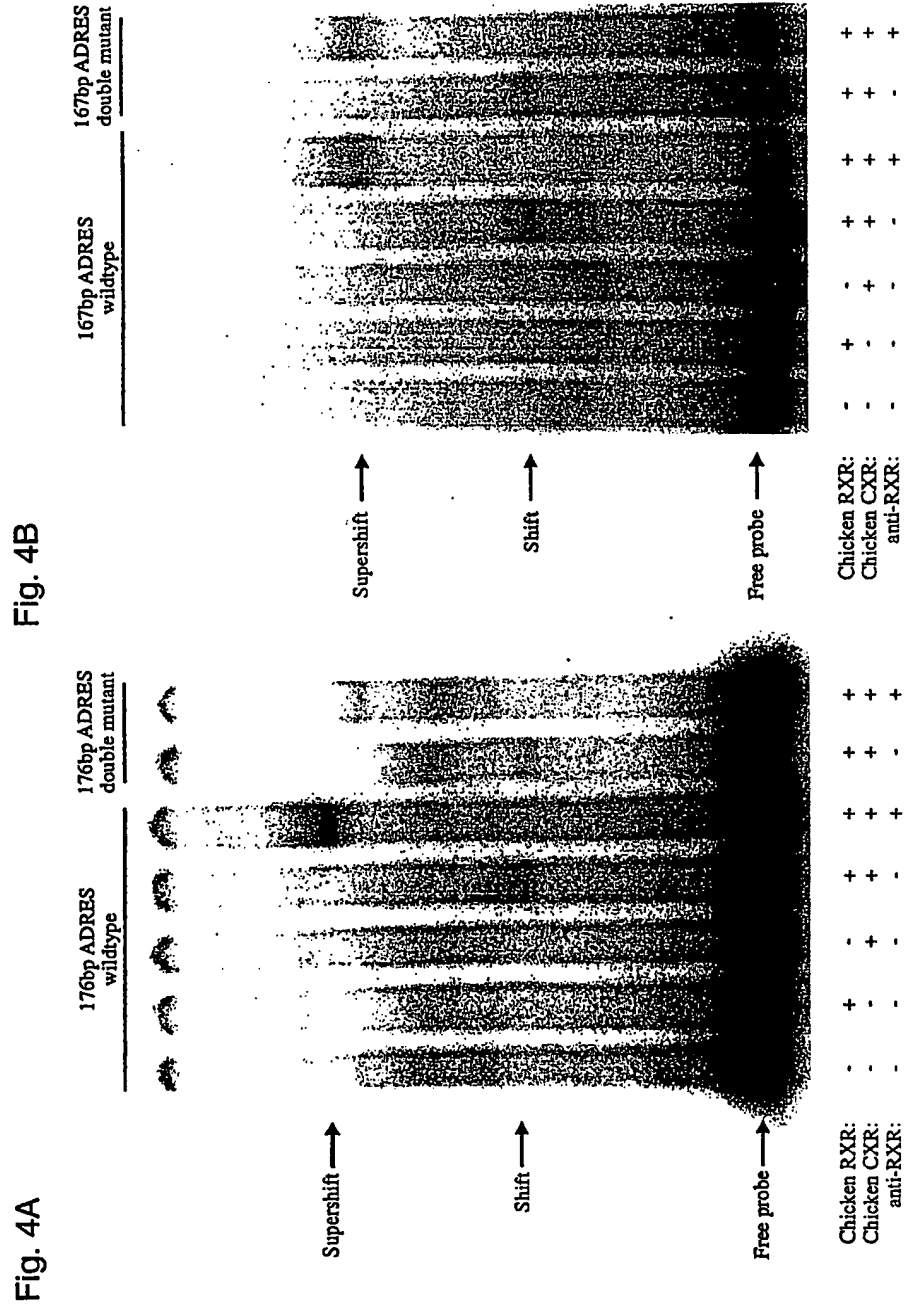 Fig. 4A
176bp ADRES
wildtype
176bp ADRES
double mutant
Supershift
Shift
Free probe
Chicken RXR: - + - + + + +
Chicken CXR: - - + + + + +
anti-RXR: - - - - + - +
Fig. 4B
167bp ADRES
wildtype
167bp ADRES
double mutant
Supershift
Shift
Free probe
Chicken RXR: - + - + + + +
Chicken CXR: - - + + + + +
anti-RXR: - - - - + - +